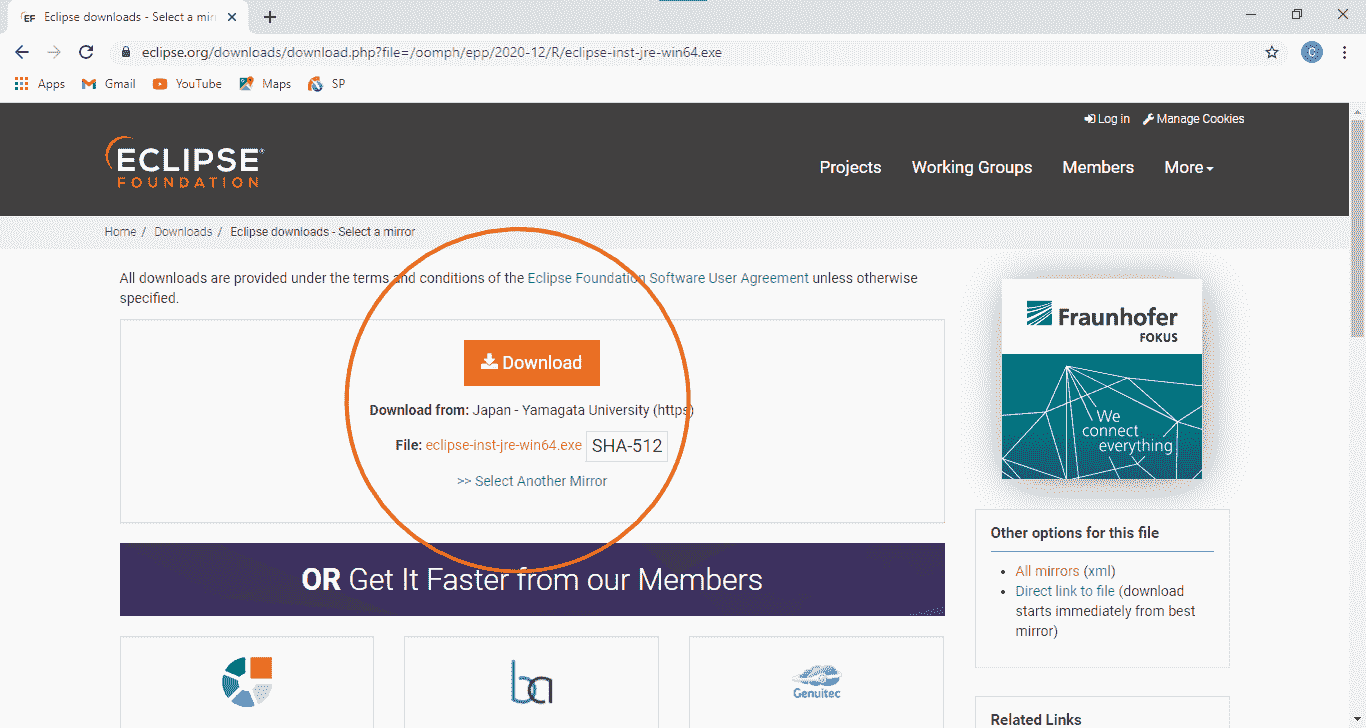 Eclipse downloads - Select a mir
eclipse.org/downloads/download.php?file=/oomph/epp/2020-12/R/eclipse-inst-jre-win64.exe
C
Apps Gmail YouTube Maps SP
Log in Manage Cookies
ECLIPSE
FOUNDATION
Projects Working Groups Members More
Home / Downloads / Eclipse downloads - Select a mirror
All downloads are provided under the terms and conditions of the Eclipse Foundation Software User Agreement unless otherwise
specified.
Download
Download from: Japan - Yamagata University (https)
File: eclipse-inst-jre-win64.exe SHA-512
>> Select Another Mirror
OR Get It Faster from our Members
ba
Genuitec
Fraunhofer
FOKUS
We
connect
everything
Other options for this file
All mirrors (xml)
Direct link to file (download
starts immediately from best
mirror)
Related Links